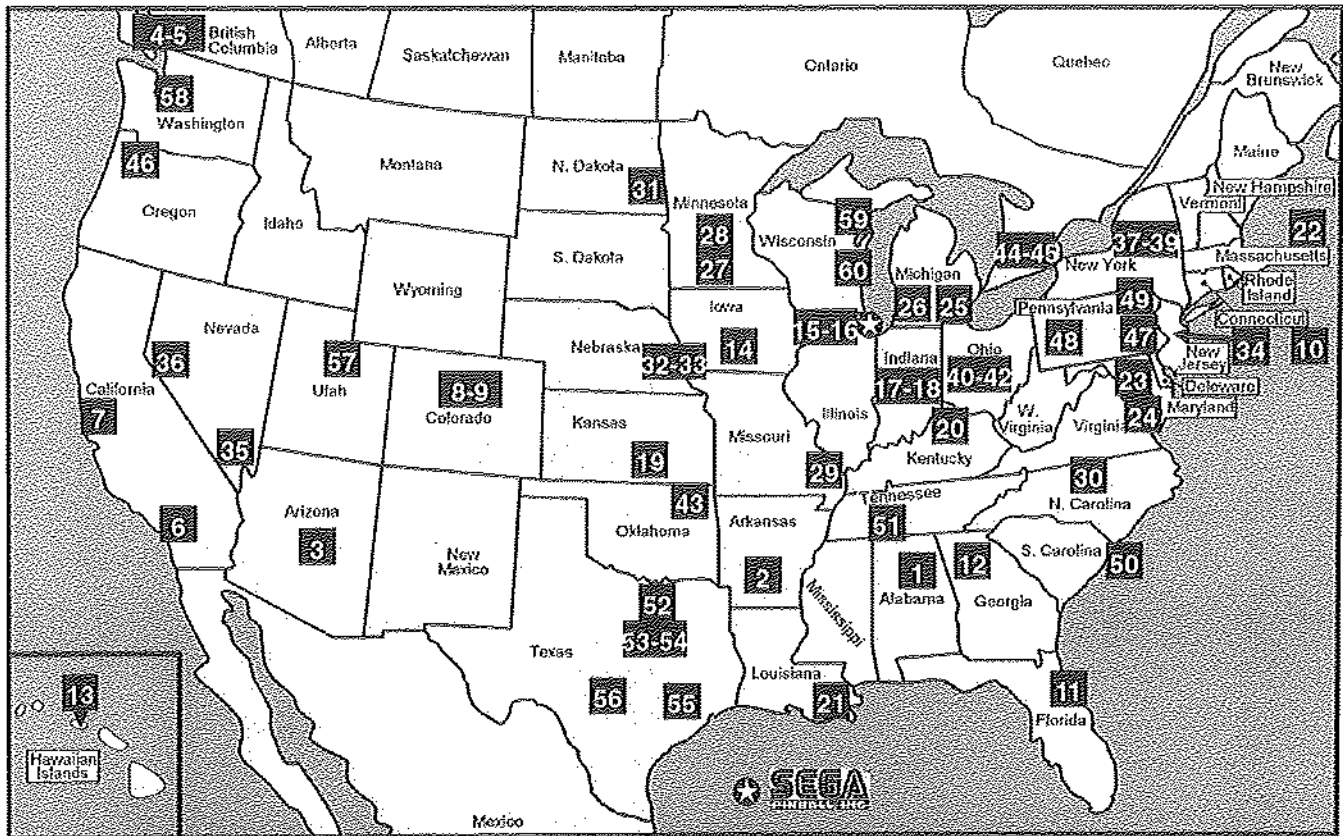 4-5
British
Columbia
Alberta
Saskatchewan
Manitoba
Ontario
Quebec
New
Brunswick
58
Washington
46
Montana
N. Dakota
31
Minnesota
28
27
59
Wisconsin
60
Michigan
26
25
44-45
37-39
New York
Maine
New Hampshire
Vermont
22
Massachusetts
Rhode
Island
Connecticut
Oregon
Idaho
S. Dakota
Wyoming
Iowa
14
15-16
Nevada
36
57
Utah
8-9
Colorado
Nebraska
32-33
Indiana
17-18
Ohio
40-42
Pennsylvania
49
48
47
New
Jersey
34
10
23
Deleware
Maryland
24
California
7
35
Kansas
19
Missouri
Illinois
29
20
Kentucky
W.
Virginia
Virginia
6
Arizona
3
New
Mexico
43
Oklahoma
Arkansas
2
Tennessee
51
30
N. Carolina
S. Carolina
50
Mississippi
1
Alabama
12
Georgia
52
53-54
Texas
56
55
Louisiana
21
11
Florida
13
Hawaiian
Islands
Mexico
SEGA
PINBALL, INC.